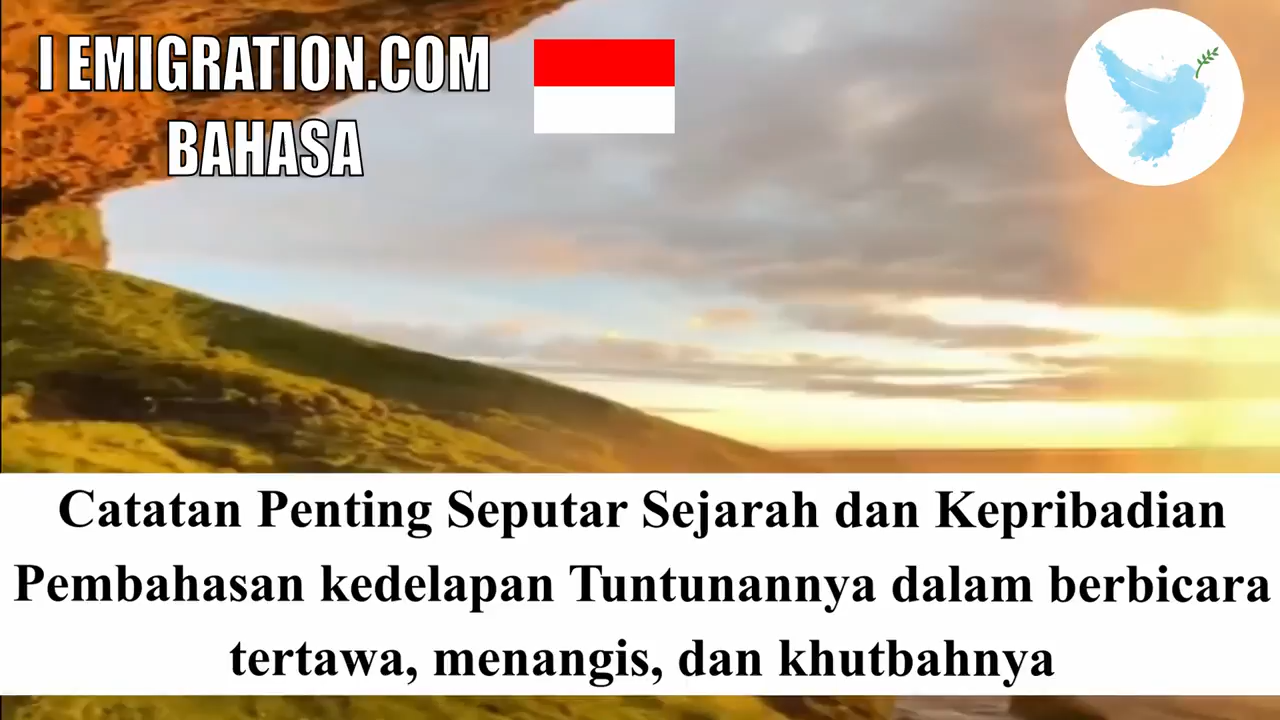 I EMIGRATION.COM
BAHASA
Catatan Penting Seputar Sejarah dan Kepribadian
Pembahasan kedelapan Tuntunannya dalam berbicara
tertawa, menangis, dan khutbahnya